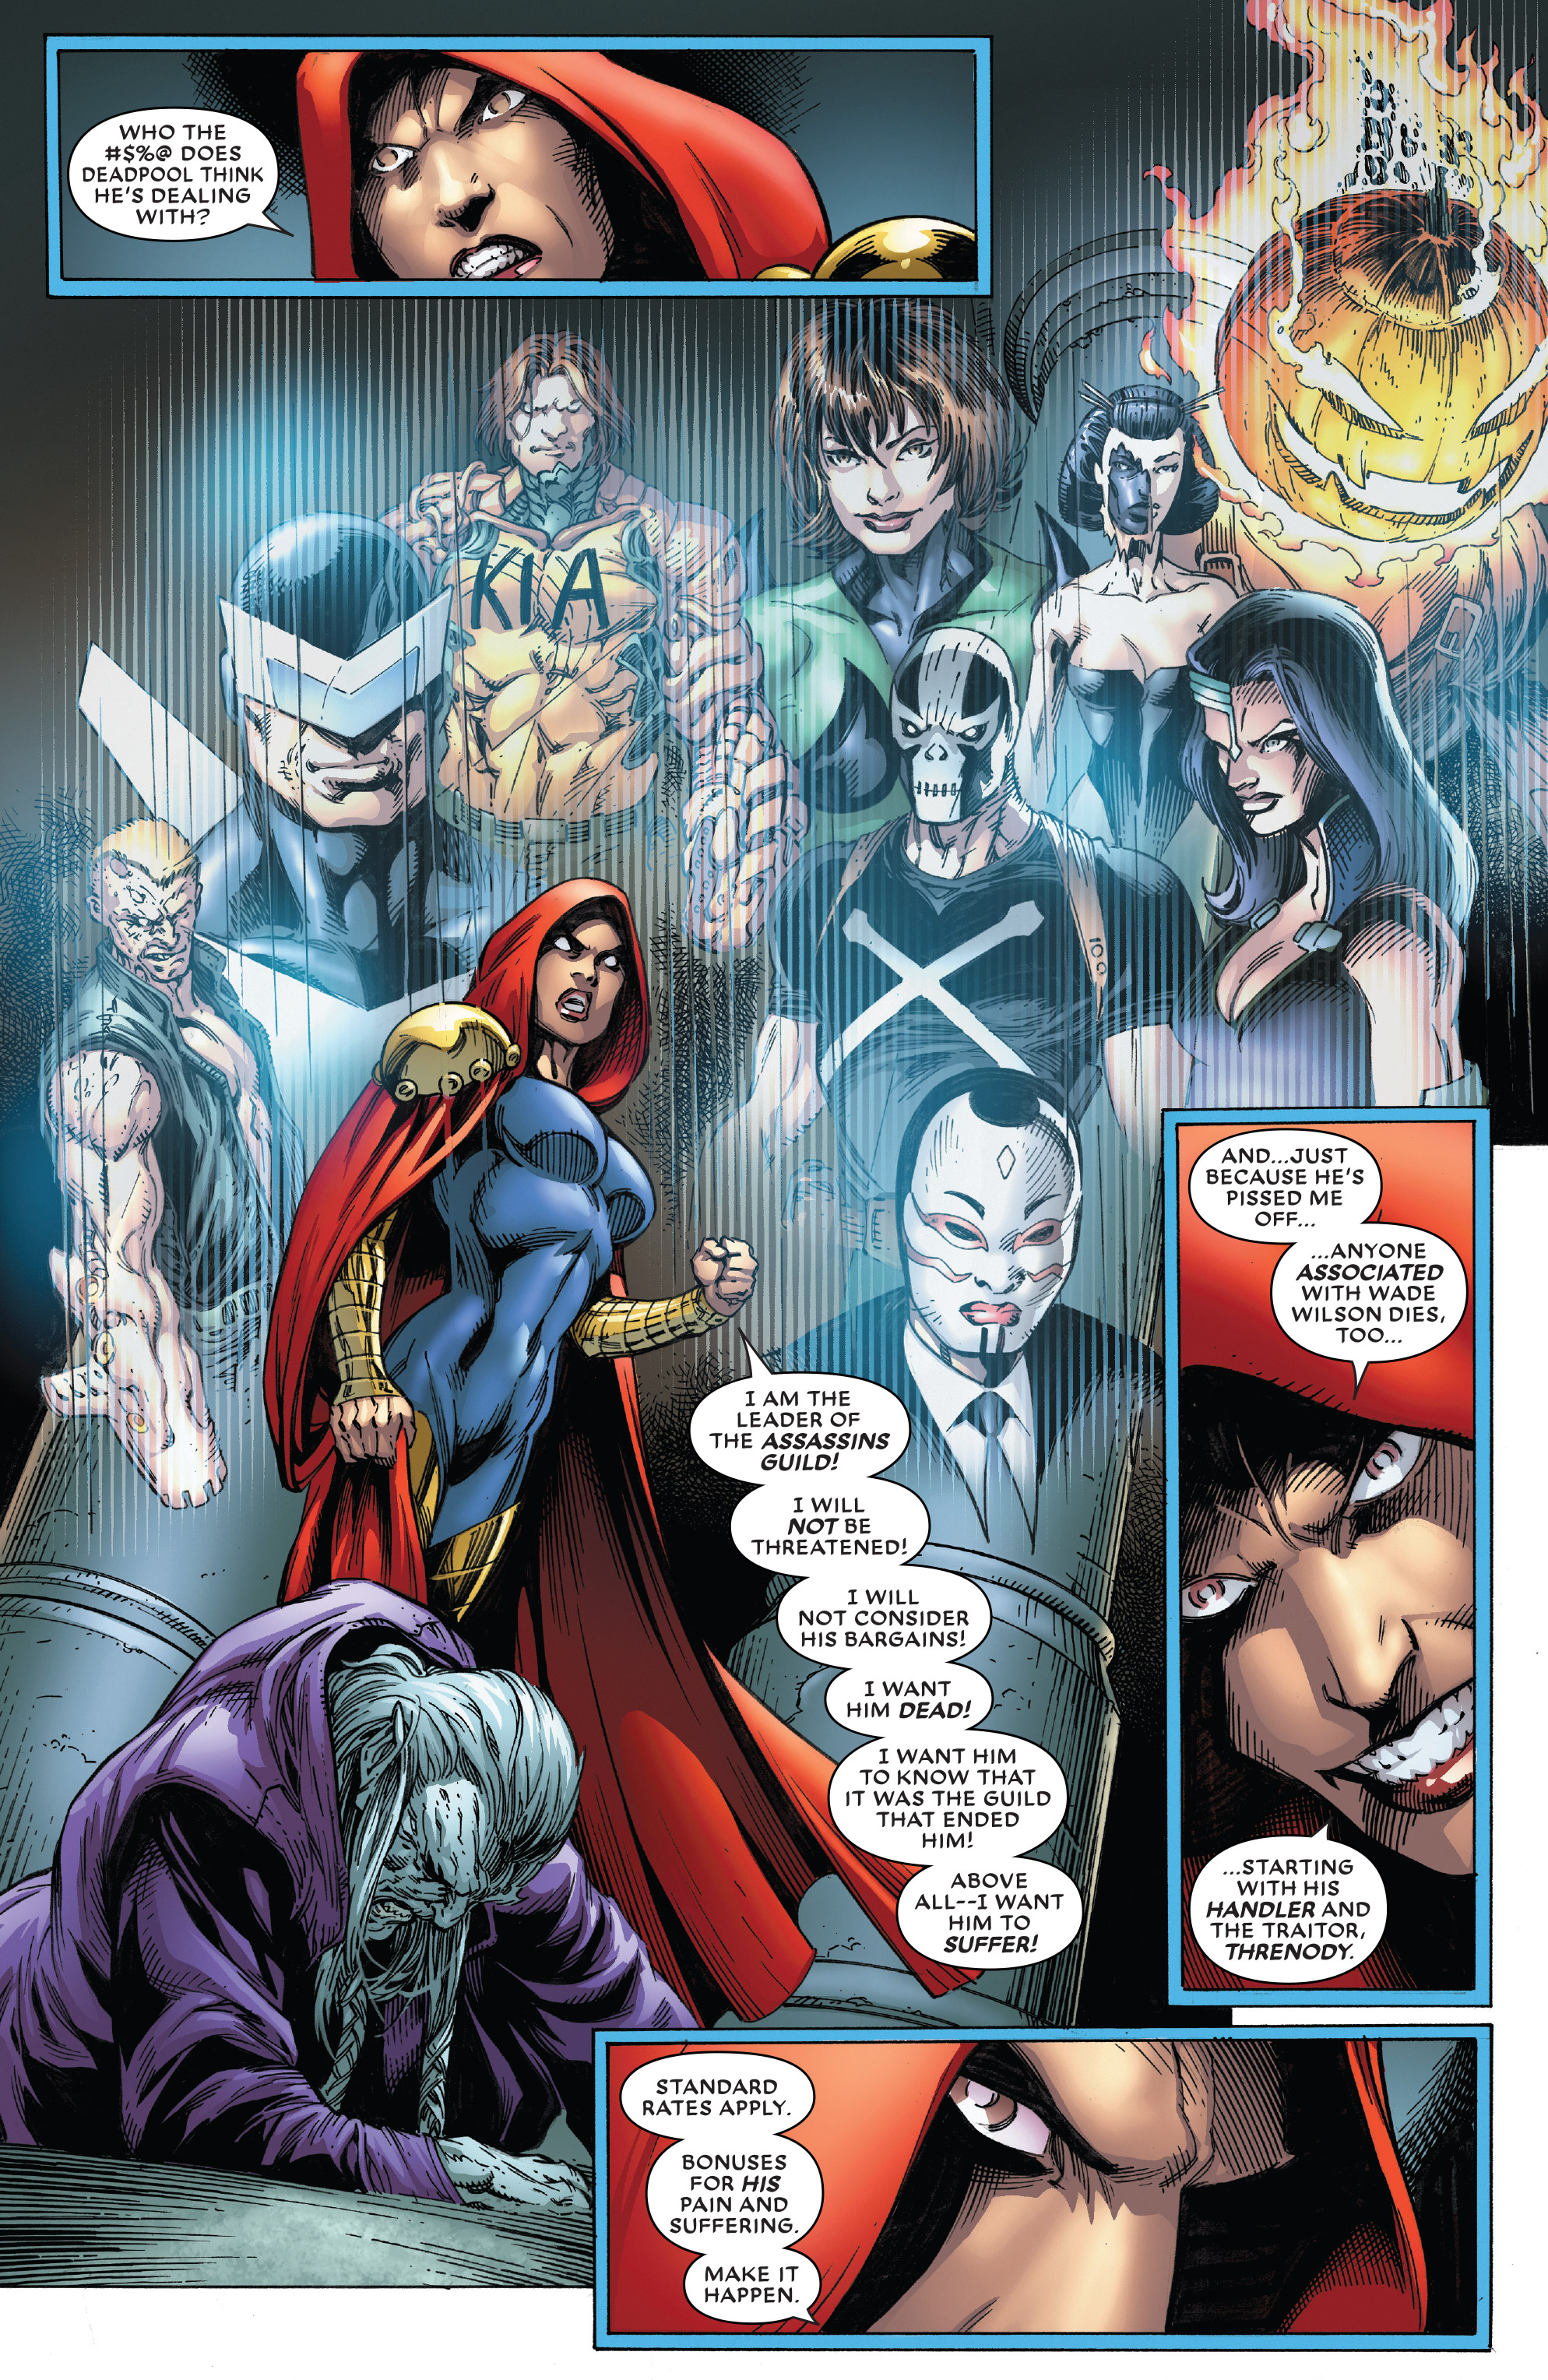 WHO THE
#$%@ DOES
DEADPOOL THINK
HE'S DEALING
WITH?
KIA
100
I AM THE
LEADER OF
THE ASSASSINS
GUILD!
I WILL
NOT BE
THREATENED!
I WILL
NOT CONSIDER
HIS BARGAINS!
I WANT
HIM DEAD!
I WANT HIM
TO KNOW THAT
IT WAS THE GUILD
THAT ENDED
HIM!
ABOVE
ALL--I WANT
HIM TO
SUFFER!
AND...JUST
BECAUSE HE'S
PISSED ME
OFF...
...ANYONE
ASSOCIATED
WITH WADE
WILSON DIES,
TOO...
...STARTING
WITH HIS
HANDLER AND
THE TRAITOR,
THRENODY.
STANDARD
RATES APPLY.
BONUSES
FOR HIS
PAIN AND
SUFFERING.
MAKE IT
HAPPEN.